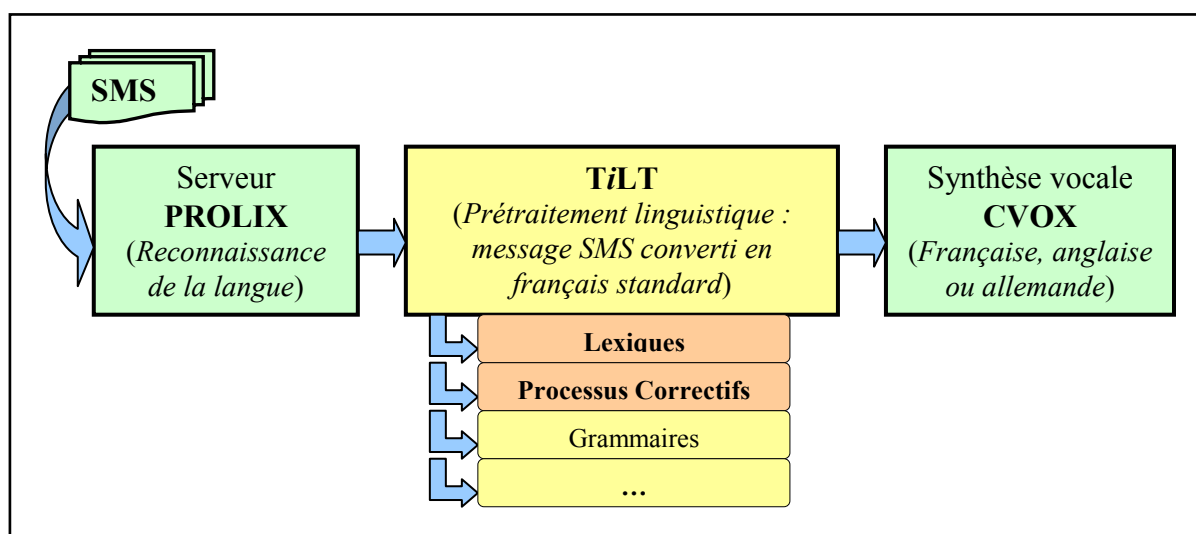 SMS
Serveur
PROLIX
(Reconnaissance
de la langue)
TiLT
(Prétraitement linguistique :
message SMS converti en
français standard)
Synthèse vocale
CVOX
(Française, anglaise
ou allemande)
Lexiques
Processus Correctifs
Grammaires
...